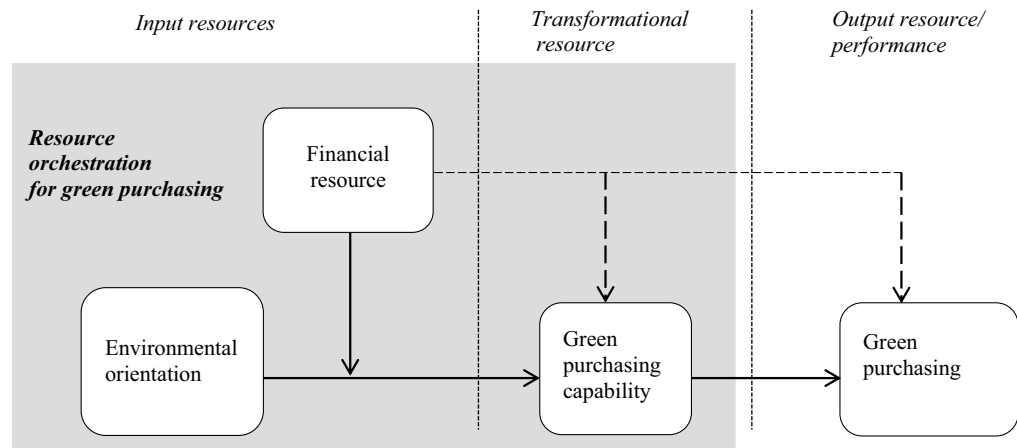 Input resources
Transformational
resource
Output resource/
performance
Resource
orchestration
for green purchasing
Financial
resource
Environmental
orientation
Green
purchasing
capability
Green
purchasing